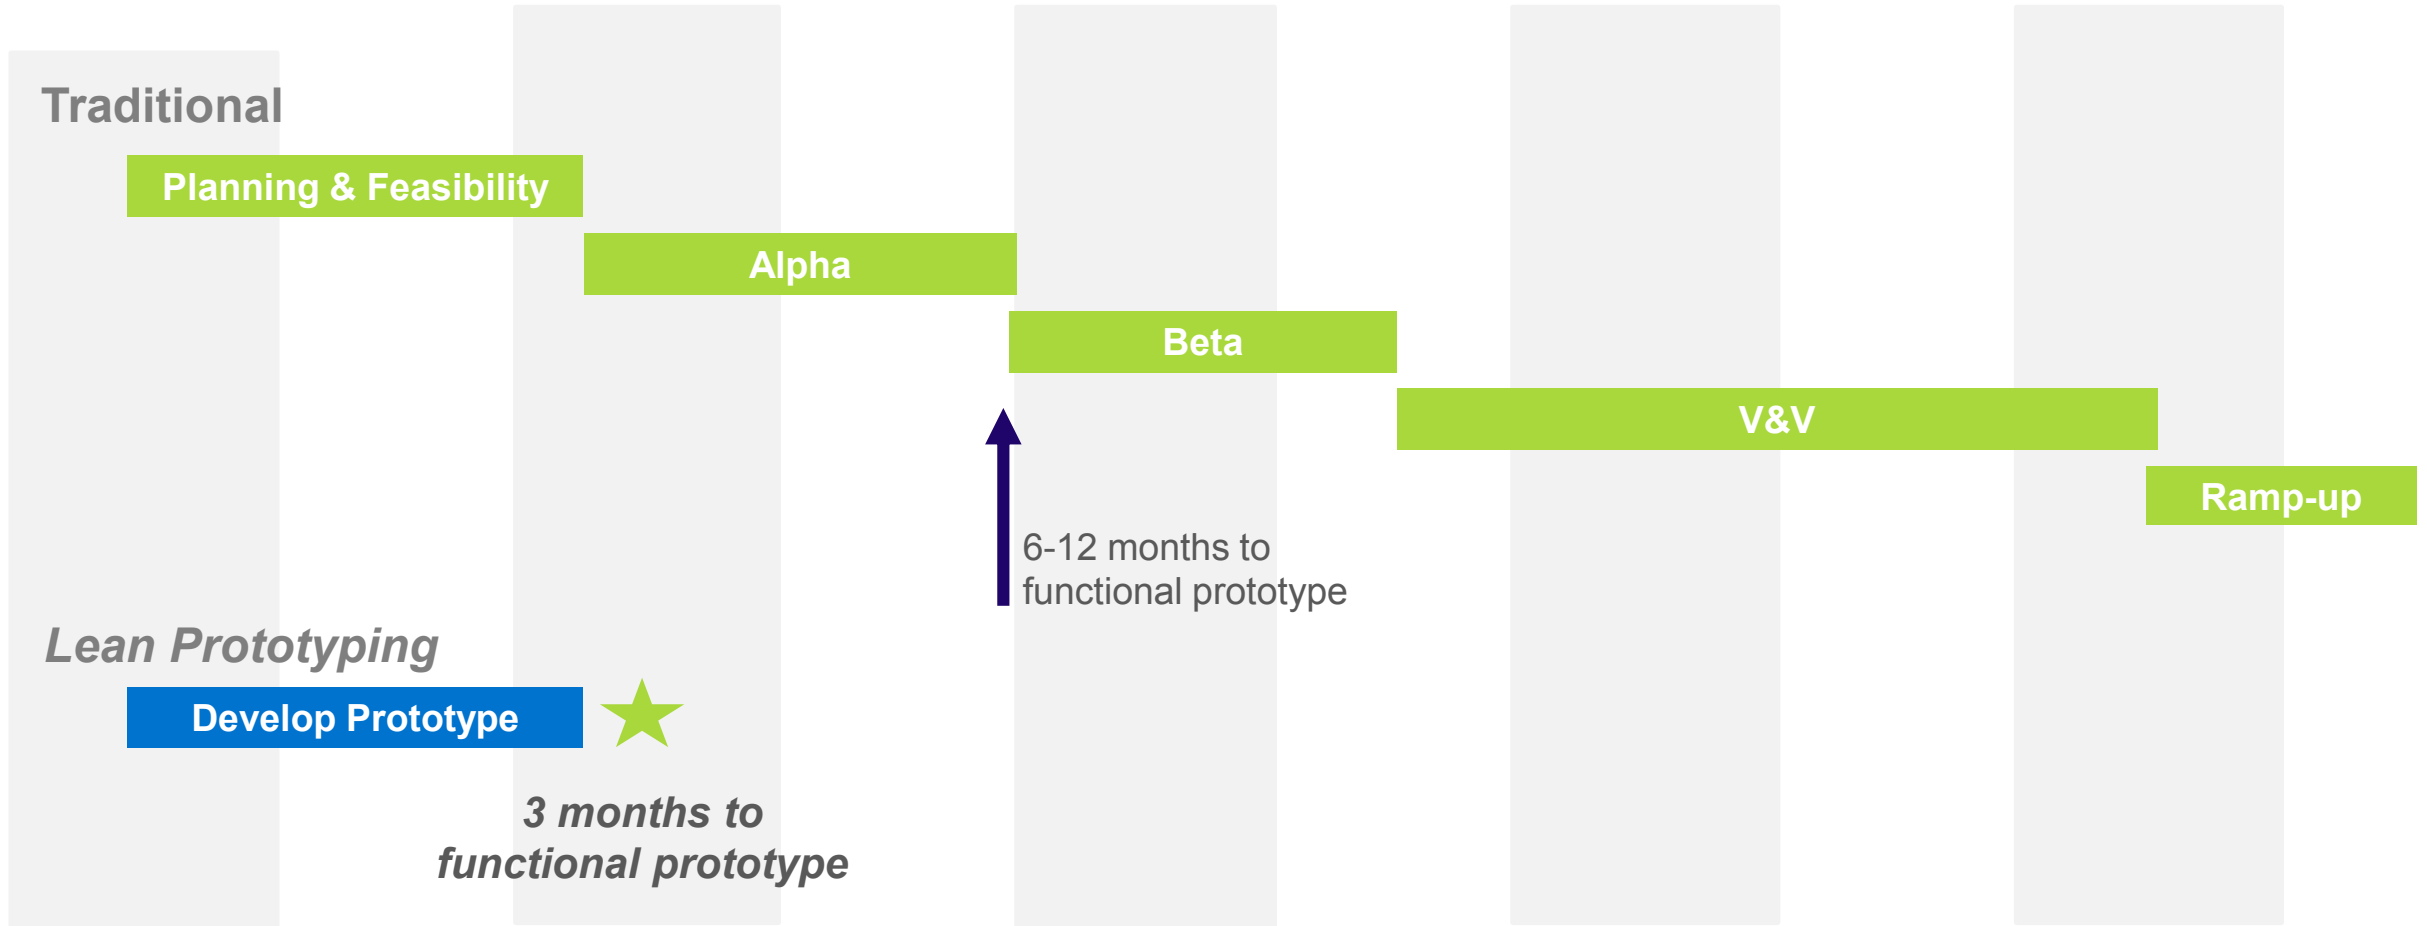 Traditional
Planning & Feasibility
Alpha
Beta
V&V
Ramp-up
6-12 months to
functional prototype
Lean Prototyping
Develop Prototype
3 months to
functional prototype